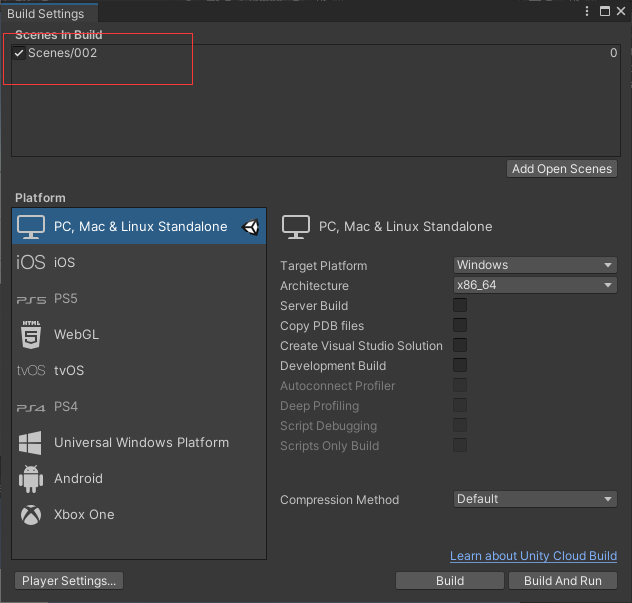 Build Settings
Scenes In Build
Scenes/002 0
Add Open Scenes
Platform
PC, Mac & Linux Standalone
iOS iOS
PS5 PS5
HTML 5 WebGL
tvOS tvOS
PS4 PS4
Universal Windows Platform
Android
Xbox One
PC, Mac & Linux Standalone
Target Platform Windows
Architecture x86_64
Server Build
Copy PDB files
Create Visual Studio Solution
Development Build
Autoconnect Profiler
Deep Profiling
Script Debugging
Scripts Only Build
Compression Method Default
Learn about Unity Cloud Build
Player Settings... Build Build And Run